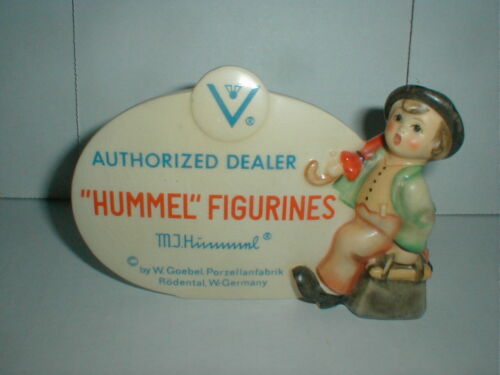 V®
AUTHORIZED DEALER
"HUMMEL" FIGURINES
M.J.Hummel®
© by W. Goebel, Porzellanfabrik
Rödental, W-Germany